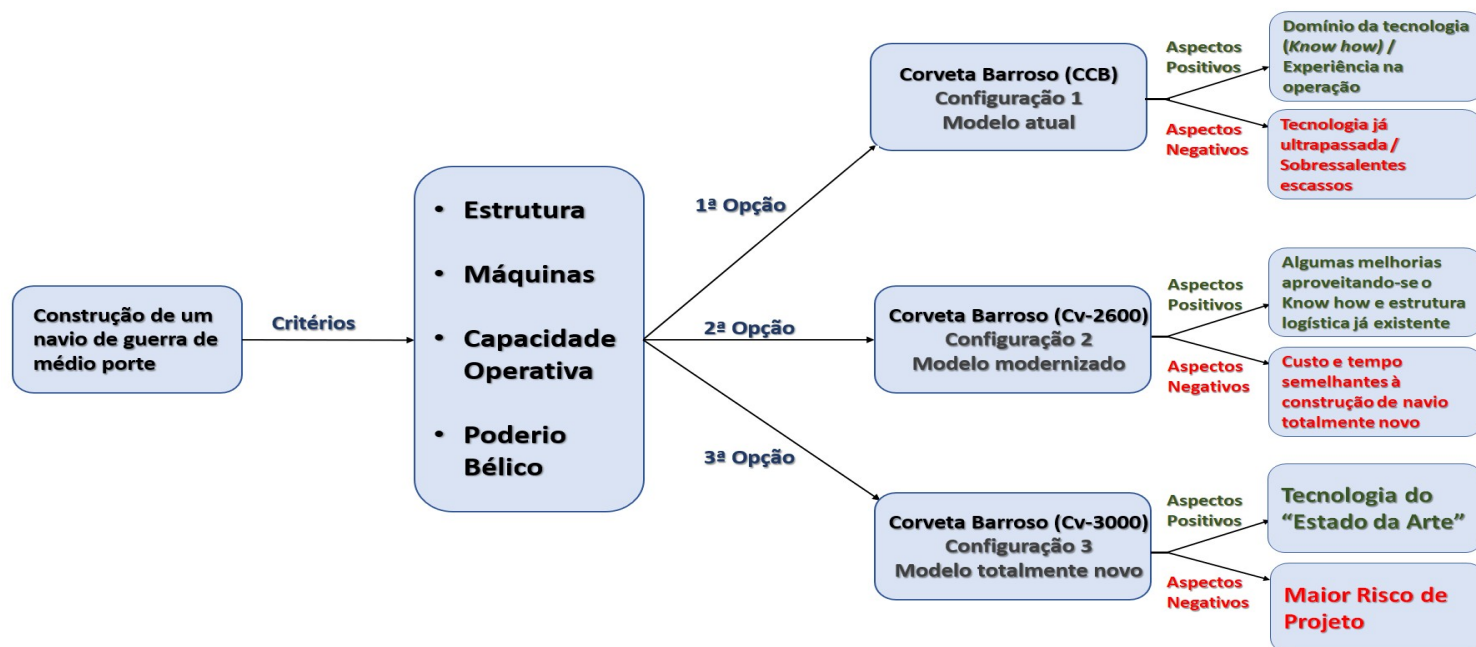 Construção de um
navio de guerra de
médio porte
Critérios
• Estrutura
• Máquinas
• Capacidade
Operativa
• Poderio
Bélico
1ª Opção
Corveta Barroso (CCB)
Configuração 1
Modelo atual
Aspectos
Positivos
Domínio da tecnologia
(Know how) /
Experiência na
operação
Aspectos
Negativos
Tecnologia já
ultrapassada /
Sobressalentes
escassos
2ª Opção
Corveta Barroso (Cv-2600)
Configuração 2
Modelo modernizado
Aspectos
Positivos
Algumas melhorias
aproveitando-se o
Know how e estrutura
logística já existente
Aspectos
Negativos
Custo e tempo
semelhantes à
construção de navio
totalmente novo
3ª Opção
Corveta Barroso (Cv-3000)
Configuração 3
Modelo totalmente novo
Aspectos
Positivos
Tecnologia do
“Estado da Arte”
Aspectos
Negativos
Maior Risco de
Projeto